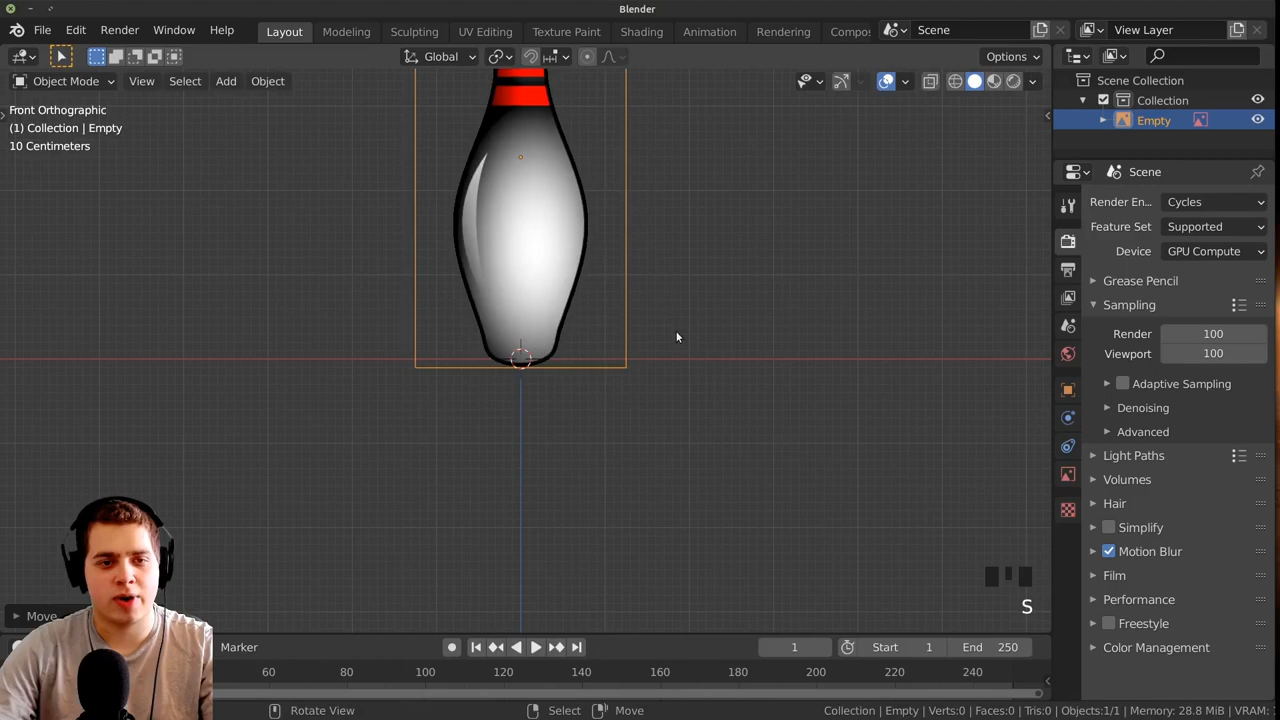 Blender
File Edit Render Window Help Layout Modeling Sculpting UV Editing Texture Paint Shading Animation Rendering Compos Scene View Layer
Global Options
Object Mode View Select Add Object
Front Orthographic
(1) Collection | Empty
10 Centimeters
Scene Collection
Collection
Empty
Scene
Render En... Cycles
Feature Set Supported
Device GPU Compute
Grease Pencil
Sampling
Render 100
Viewport 100
Adaptive Sampling
Denoising
Advanced
Light Paths
Volumes
Hair
Simplify
Motion Blur
Film
Performance
Freestyle
Color Management
S
Move
Marker 1 Start 1 End 250
60 80 100 120 140 160 180 200 220 240
Rotate View Select Move Collection | Empty | Verts:0 | Faces:0 | Tris:0 | Objects:1/1 | Memory: 28.8 MiB | VRAM: